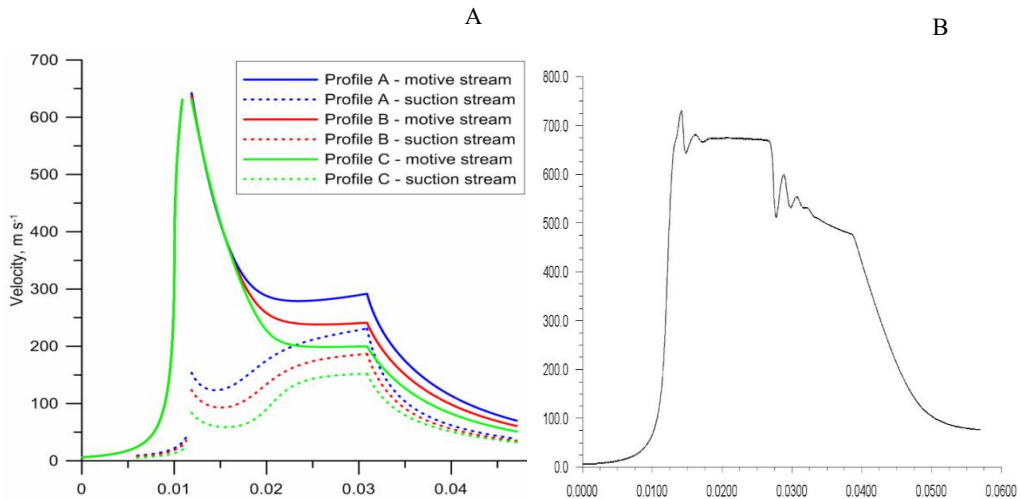 A
B
700
600
500
400
300
200
100
0
Velocity, m s⁻¹
Profile A - motive stream
Profile A - suction stream
Profile B - motive stream
Profile B - suction stream
Profile C - motive stream
Profile C - suction stream
0 0.01 0.02 0.03 0.04
800.0
700.0
600.0
500.0
400.0
300.0
200.0
100.0
0.0
0.0000 0.0100 0.0200 0.0300 0.0400 0.0500 0.0600